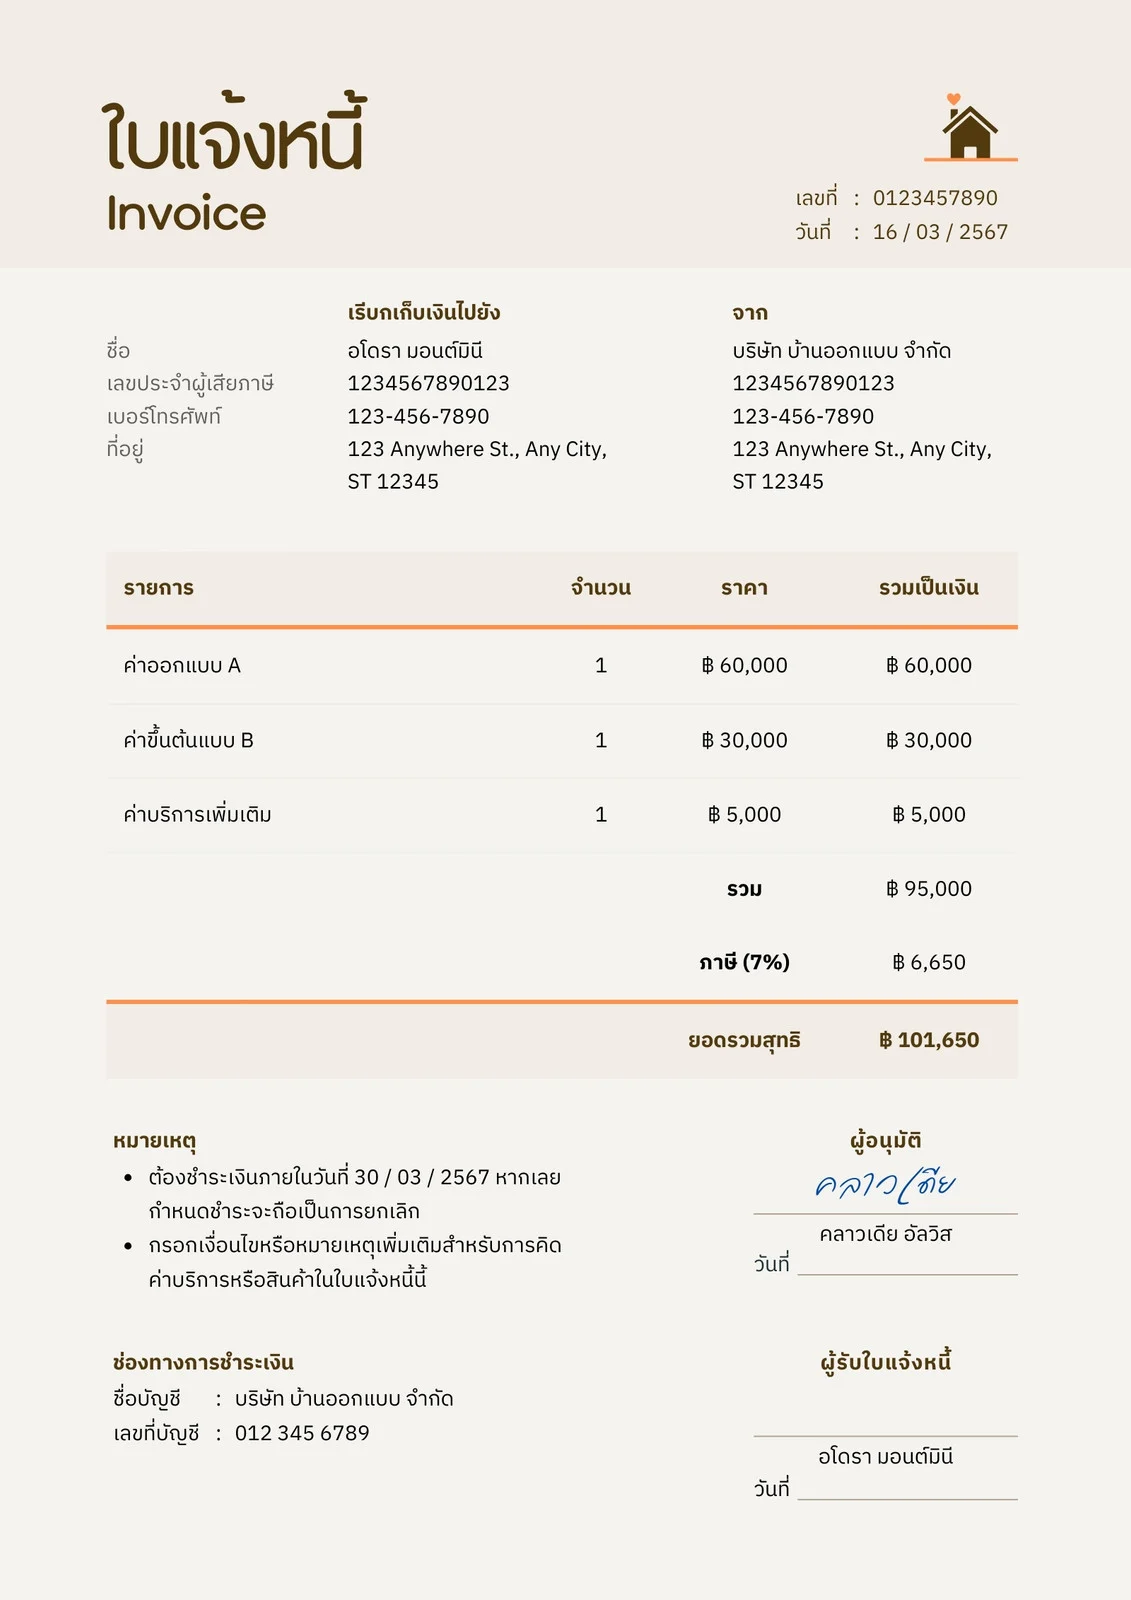 ใบแจ้งหนี้
Invoice
เลขที่ : 0123457890
วันที่ : 16 / 03 / 2567
เรีบกเก็บเงินไปยัง จาก
ชื่อ อโดรา มอนต์มินี บริษัท บ้านออกแบบ จำกัด
เลขประจำผู้เสียภาษี 1234567890123 1234567890123
เบอร์โทรศัพท์ 123-456-7890 123-456-7890
ที่อยู่ 123 Anywhere St., Any City, 123 Anywhere St., Any City,
ST 12345 ST 12345
รายการ จำนวน ราคา รวมเป็นเงิน
ค่าออกแบบ A 1 ฿ 60,000 ฿ 60,000
ค่าขึ้นต้นแบบ B 1 ฿ 30,000 ฿ 30,000
ค่าบริการเพิ่มเติม 1 ฿ 5,000 ฿ 5,000
รวม ฿ 95,000
ภาษี (7%) ฿ 6,650
ยอดรวมสุทธิ ฿ 101,650
หมายเหตุ
• ต้องชำระเงินภายในวันที่ 30 / 03 / 2567 หากเลย
กำหนดชำระจะถือเป็นการยกเลิก
• กรอกเงื่อนไขหรือหมายเหตุเพิ่มเติมสำหรับการคิด
ค่าบริการหรือสินค้าในใบแจ้งหนี้นี้
ผู้อนุมัติ
คลาวเดีย
คลาวเดีย อัลวิส
วันที่
ช่องทางการชำระเงิน
ชื่อบัญชี : บริษัท บ้านออกแบบ จำกัด
เลขที่บัญชี : 012 345 6789
ผู้รับใบแจ้งหนี้
อโดรา มอนต์มินี
วันที่